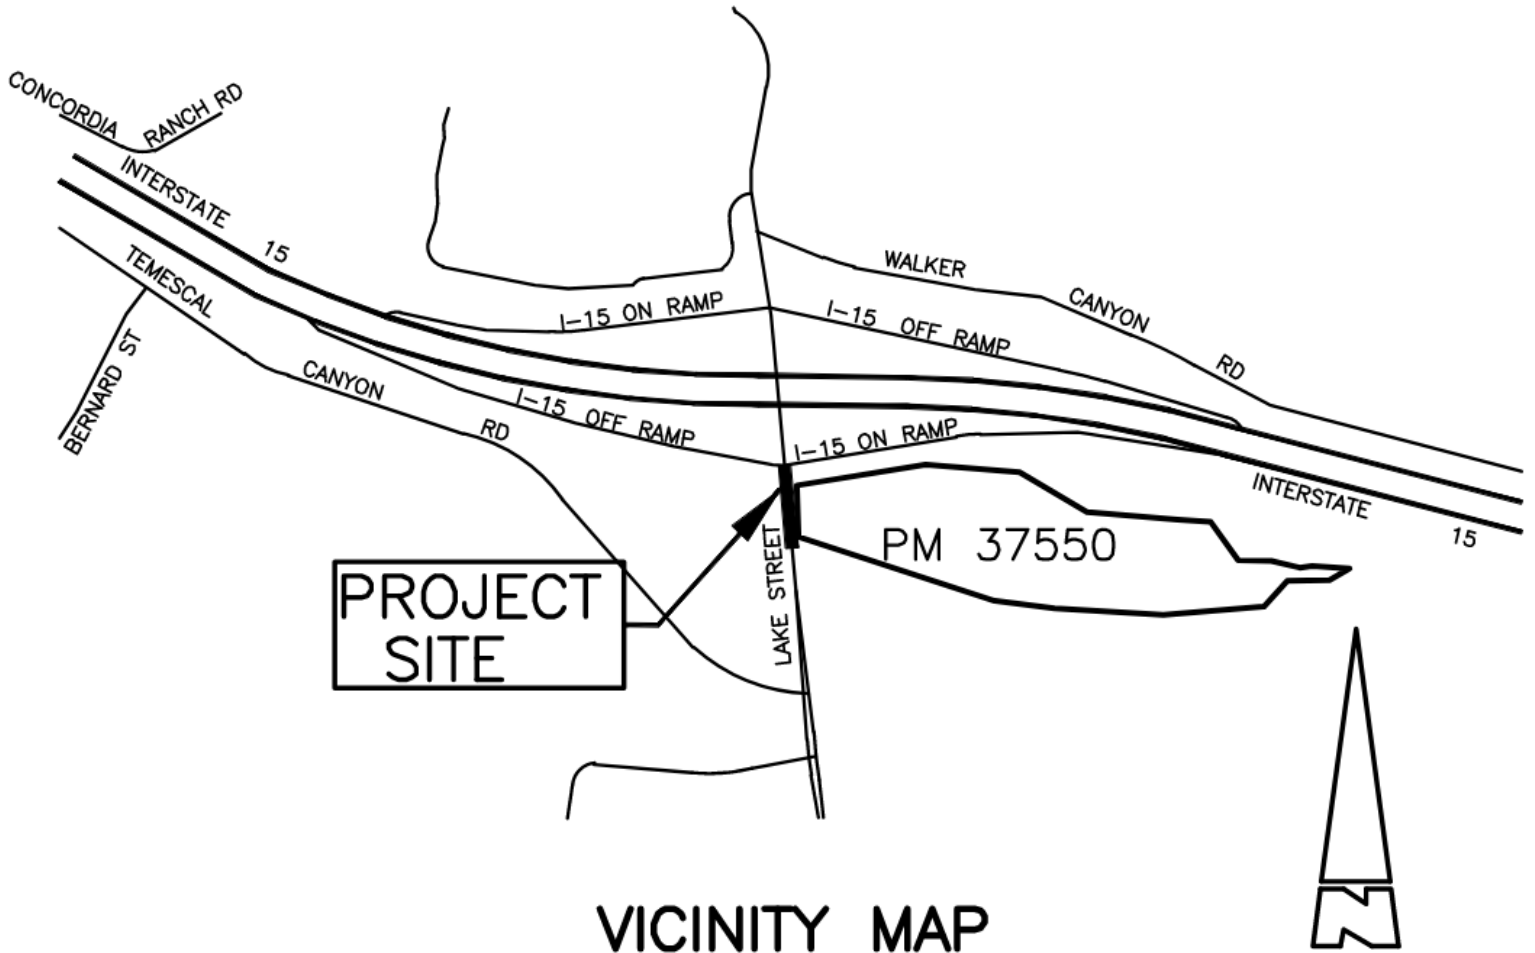 CONCORDIA
RANCH RD
INTERSTATE
15
TEMESCAL
CANYON
RD
BERNARD ST
I-15 ON RAMP
I-15 OFF RAMP
WALKER
CANYON
RD
I-15 OFF RAMP
I-15 ON RAMP
INTERSTATE
15
PM 37550
LAKE STREET
PROJECT
SITE
N
VICINITY MAP